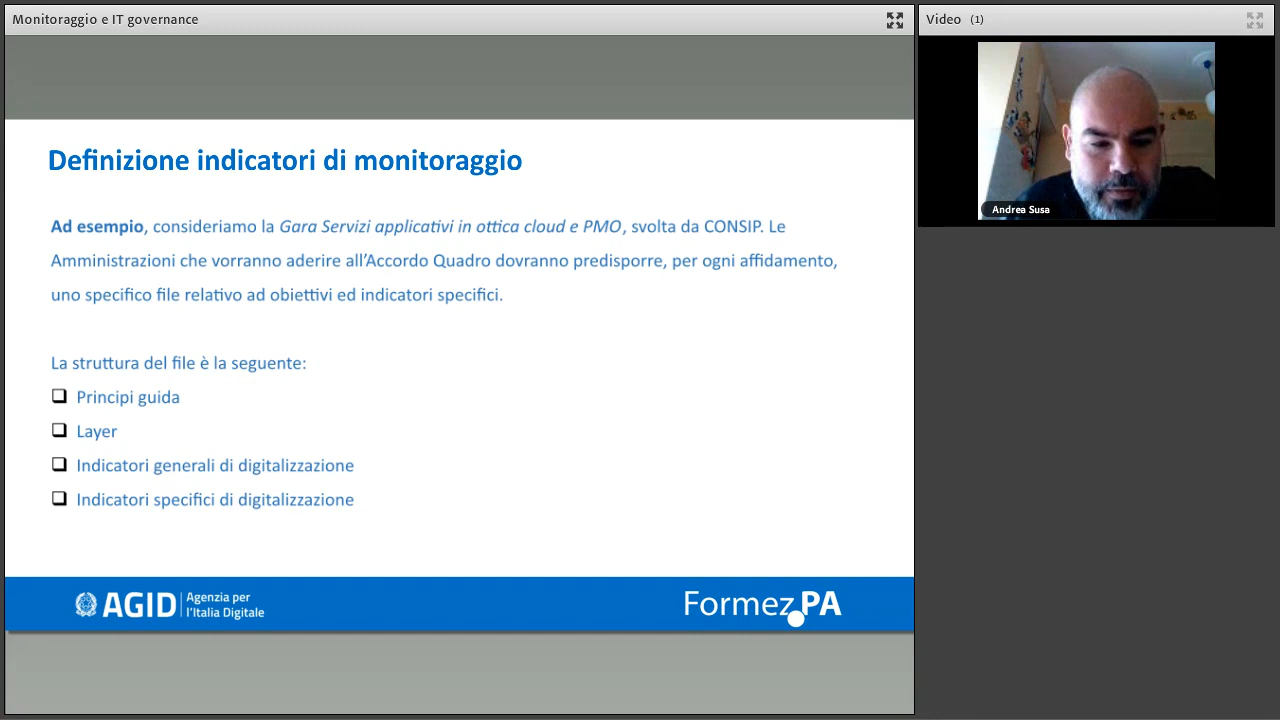 Monitoraggio e IT governance
Video (1)
Andrea Susa
Definizione indicatori di monitoraggio
Ad esempio, consideriamo la Gara Servizi applicativi in ottica cloud e PMO, svolta da CONSIP. Le
Amministrazioni che vorranno aderire all’Accordo Quadro dovranno predisporre, per ogni affidamento,
uno specifico file relativo ad obiettivi ed indicatori specifici.
La struttura del file è la seguente:
Principi guida
Layer
Indicatori generali di digitalizzazione
Indicatori specifici di digitalizzazione
AGID Agenzia per
l’Italia Digitale
Formez PA